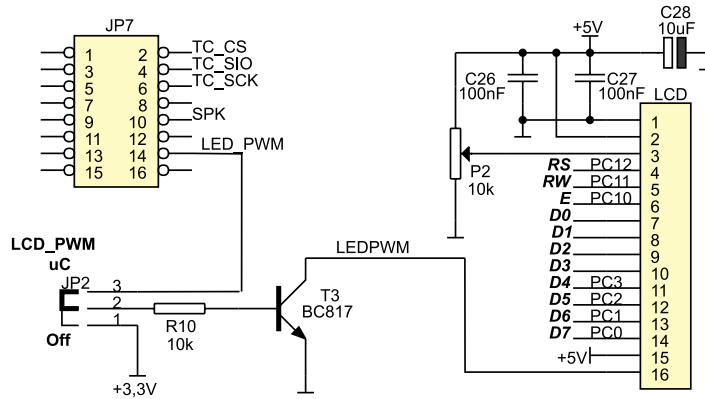 JP7
1 2 TC_CS
3 4 TC_SIO
5 6 TC_SCK
7 8
9 10 SPK
11 12
13 14 LED_PWM
15 16
LCD_PWM
uC
JP2
3
2
1
Off
R10
10k
+3,3V
T3
BC817
LEDPWM
+5V
C28
10uF
C26
100nF
C27
100nF
P2
10k
LCD
1
2
3
RS PC12 4
RW PC11 5
E PC10 6
D0 7
D1 8
D2 9
D3 10
D4 PC3 11
D5 PC2 12
D6 PC1 13
D7 PC0 14
+5V 15
16